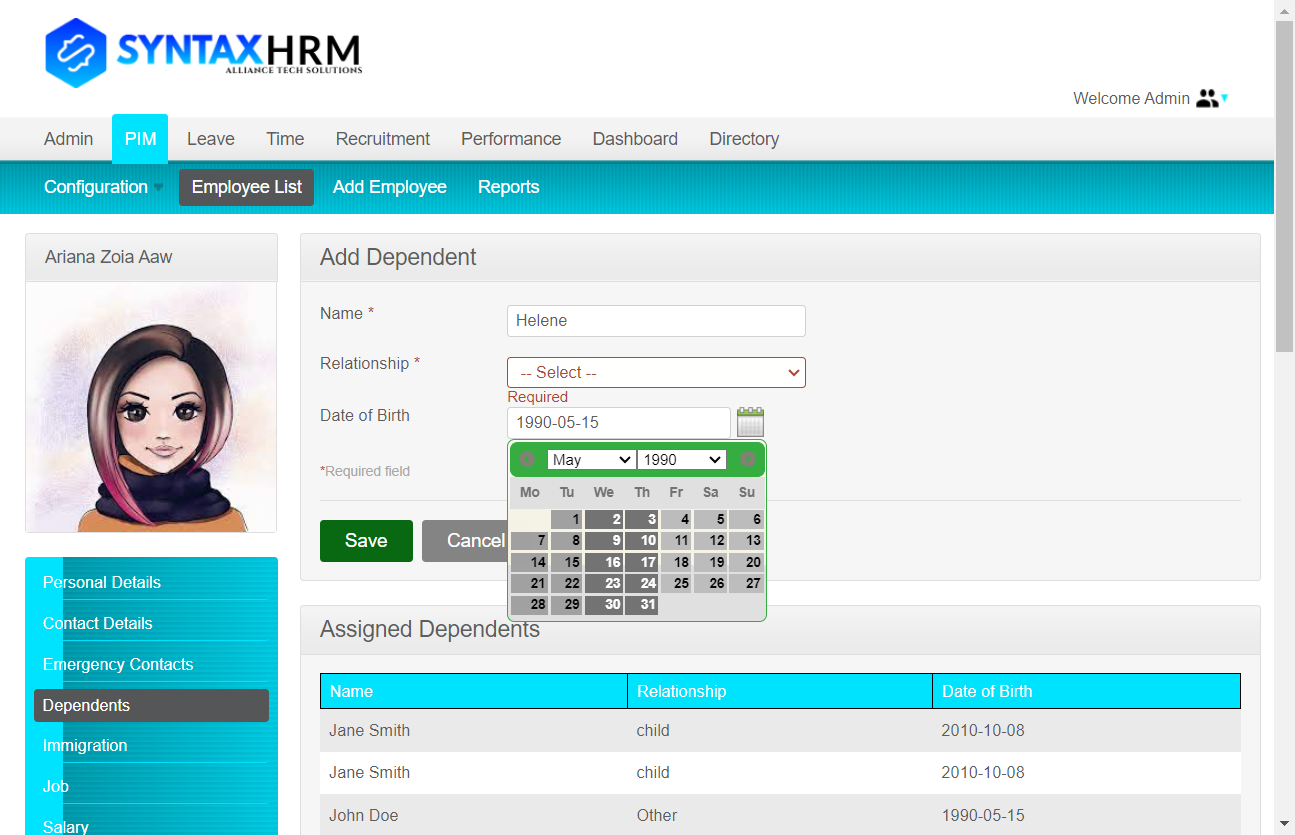 SYNTAXHRM
ALLIANCE TECH SOLUTIONS
Welcome Admin
Admin PIM Leave Time Recruitment Performance Dashboard Directory
Configuration Employee List Add Employee Reports
Ariana Zoia Aaw
Personal Details
Contact Details
Emergency Contacts
Dependents
Immigration
Job
Salary
Add Dependent
Name * Helene
Relationship * -- Select --
Required
Date of Birth 1990-05-15
May 1990
Mo Tu We Th Fr Sa Su
1 2 3 4 5 6
7 8 9 10 11 12 13
14 15 16 17 18 19 20
21 22 23 24 25 26 27
28 29 30 31
*Required field
Save Cancel
Assigned Dependents
Name Relationship Date of Birth
Jane Smith child 2010-10-08
Jane Smith child 2010-10-08
John Doe Other 1990-05-15